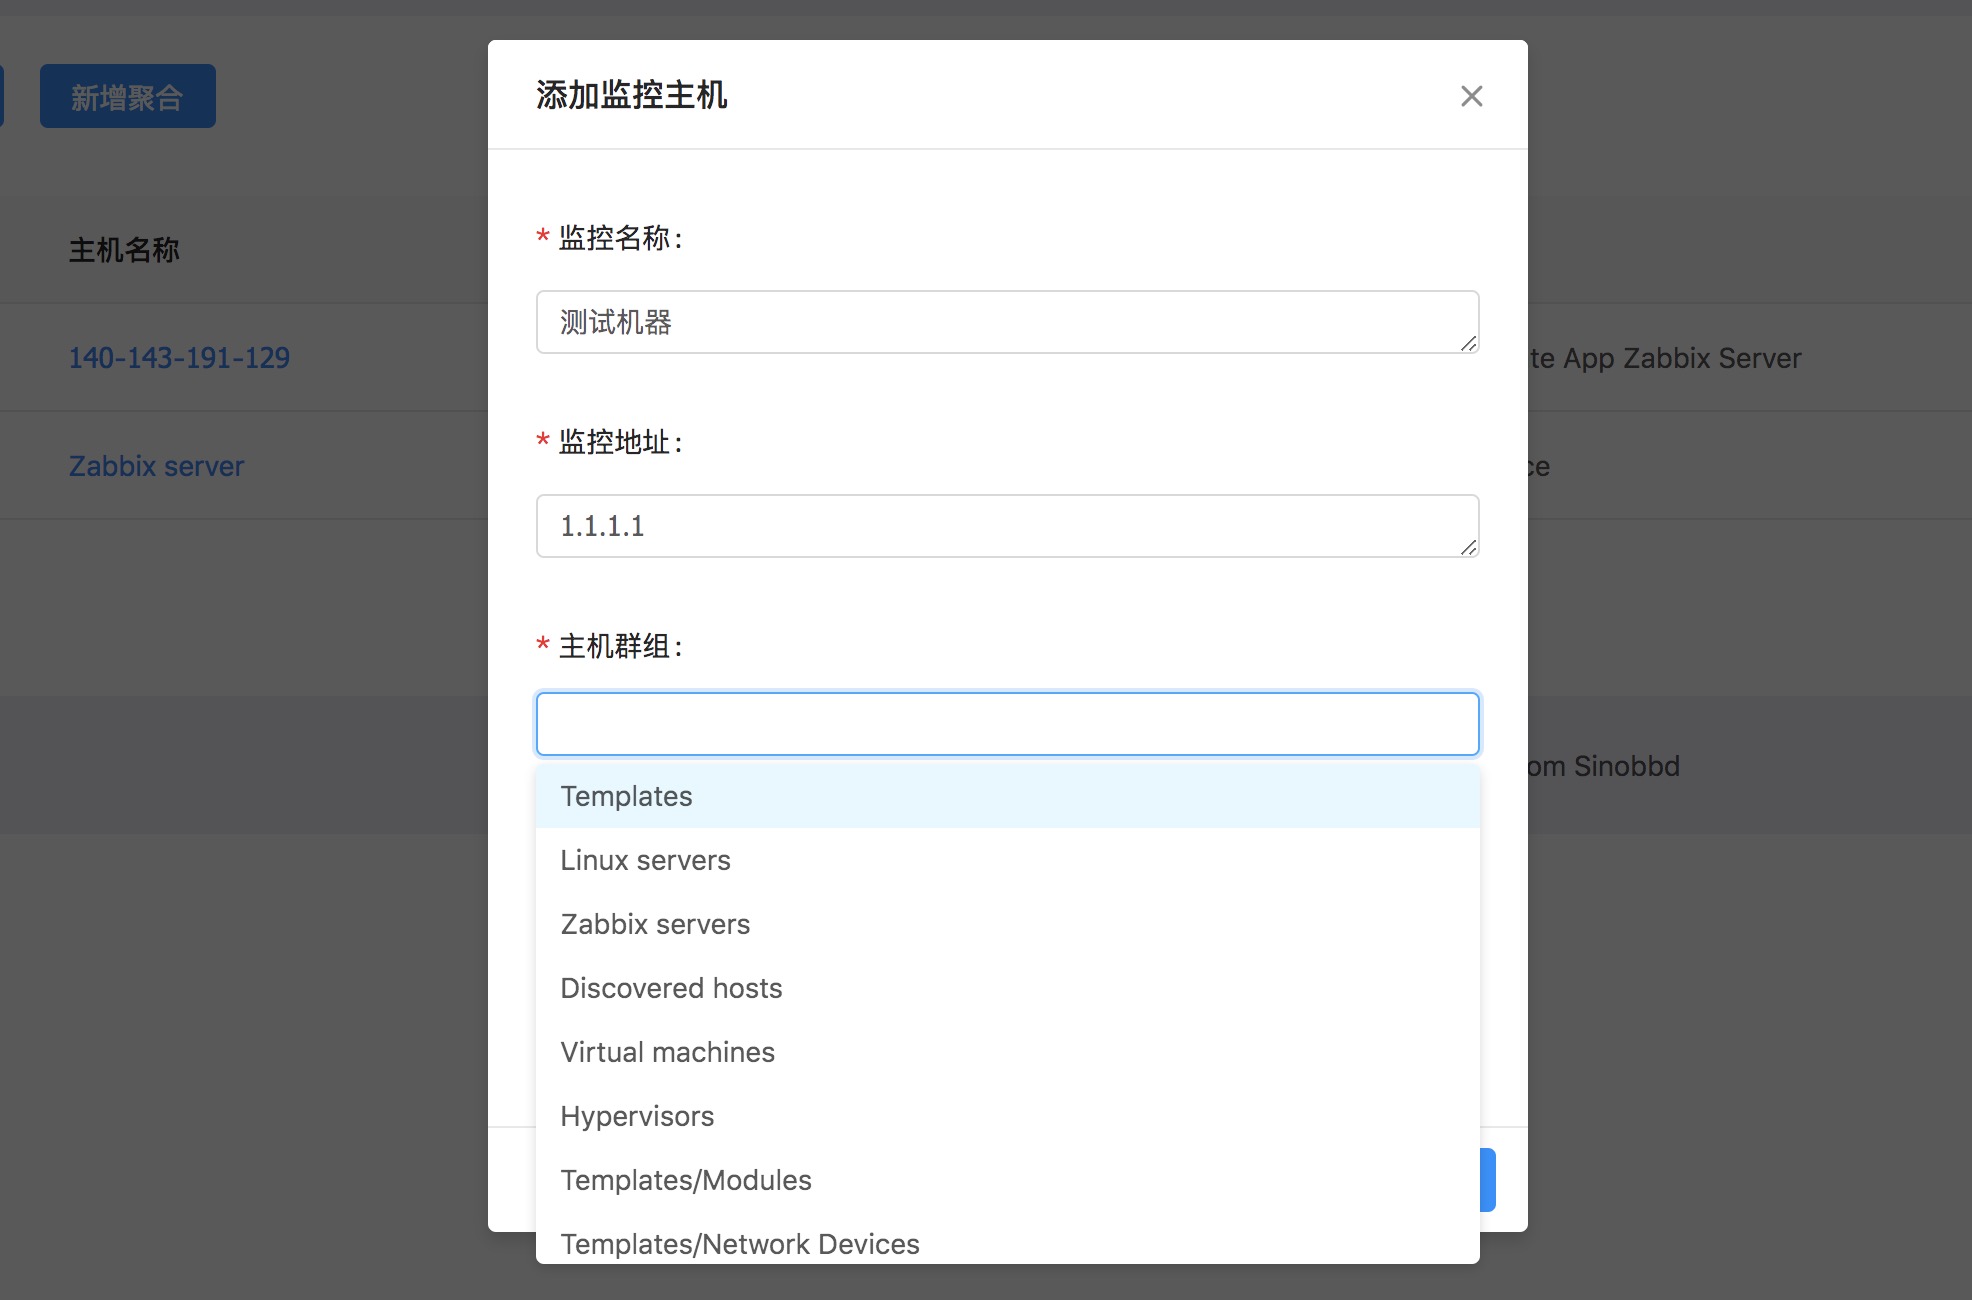 新增聚合
添加监控主机
主机名称
* 监控名称:
测试机器
140-143-191-129
te App Zabbix Server
* 监控地址:
Zabbix server
ce
1.1.1.1
* 主机群组:
om Sinobbd
Templates
Linux servers
Zabbix servers
Discovered hosts
Virtual machines
Hypervisors
Templates/Modules
Templates/Network Devices